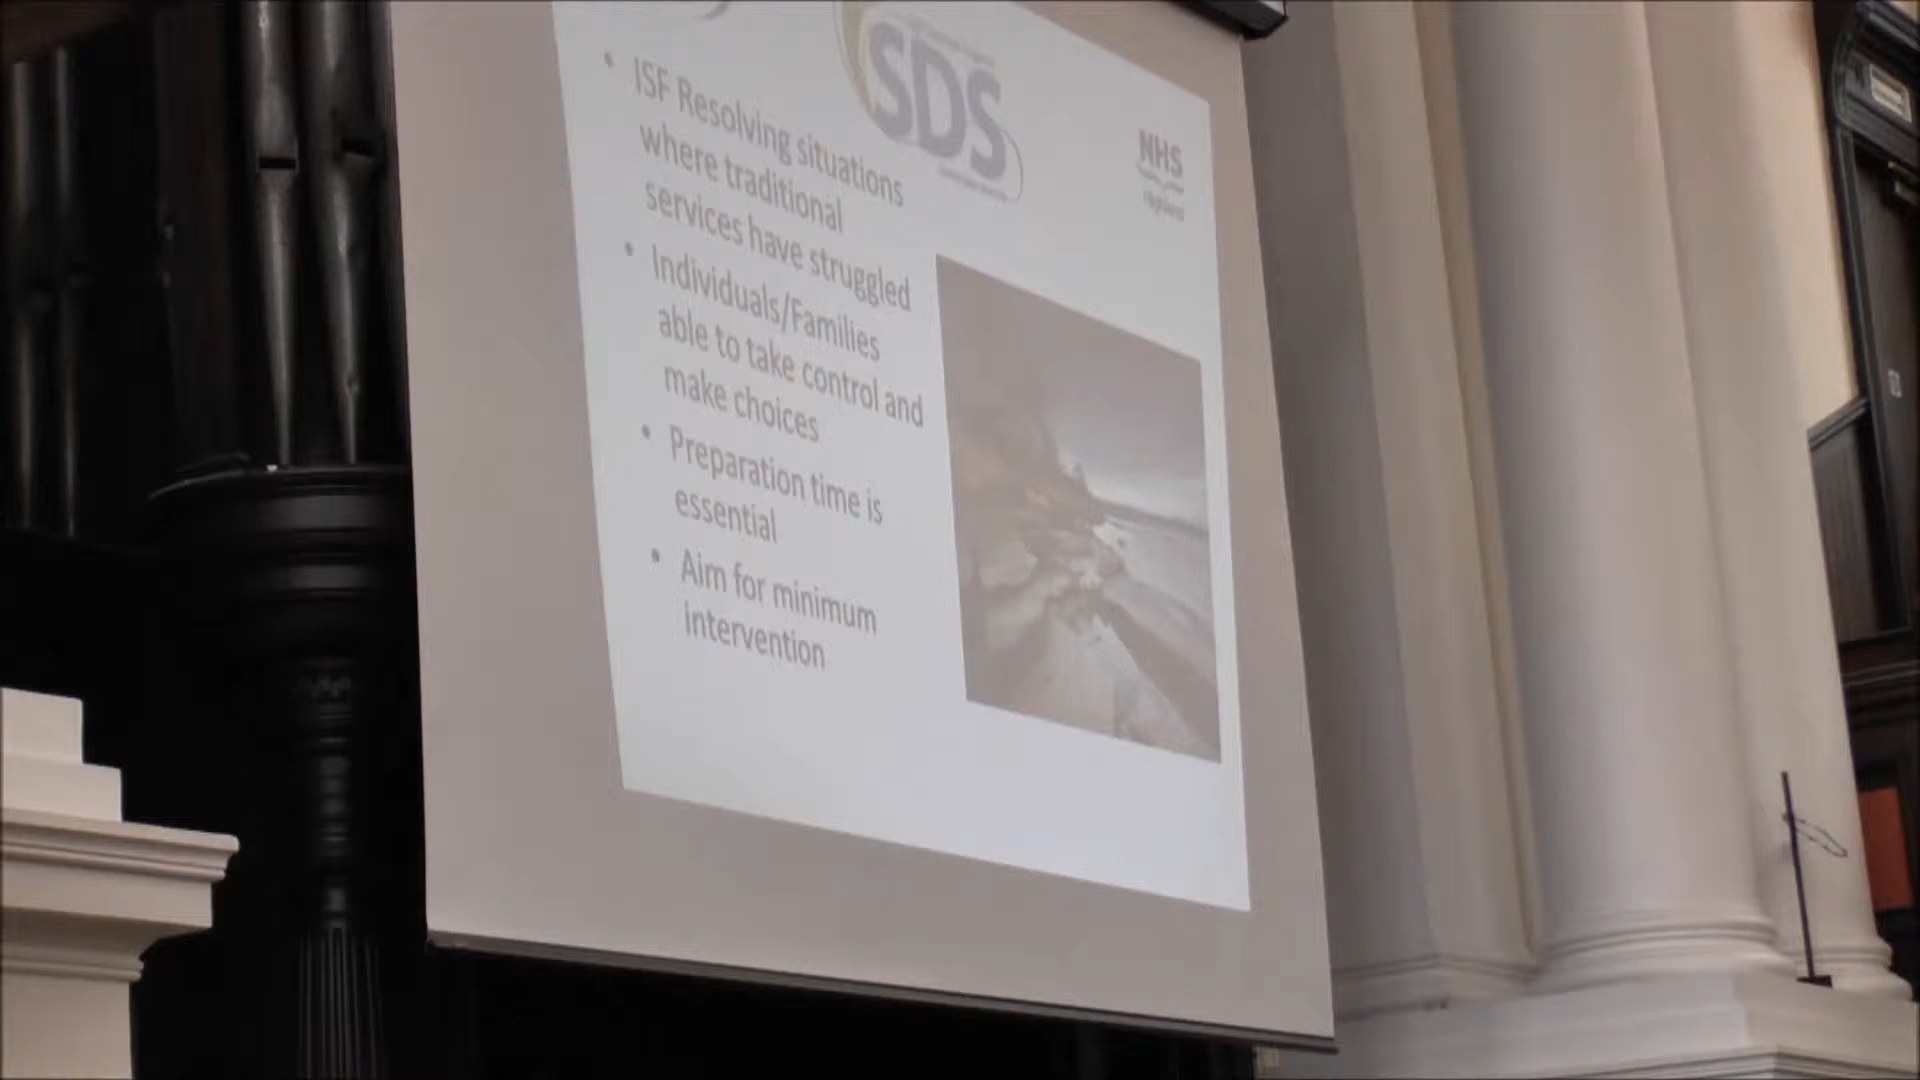 SDS
NHS
Highland
ISF Resolving situations
where traditional
services have struggled
Individuals/Families
able to take control and
make choices
Preparation time is
essential
Aim for minimum
intervention